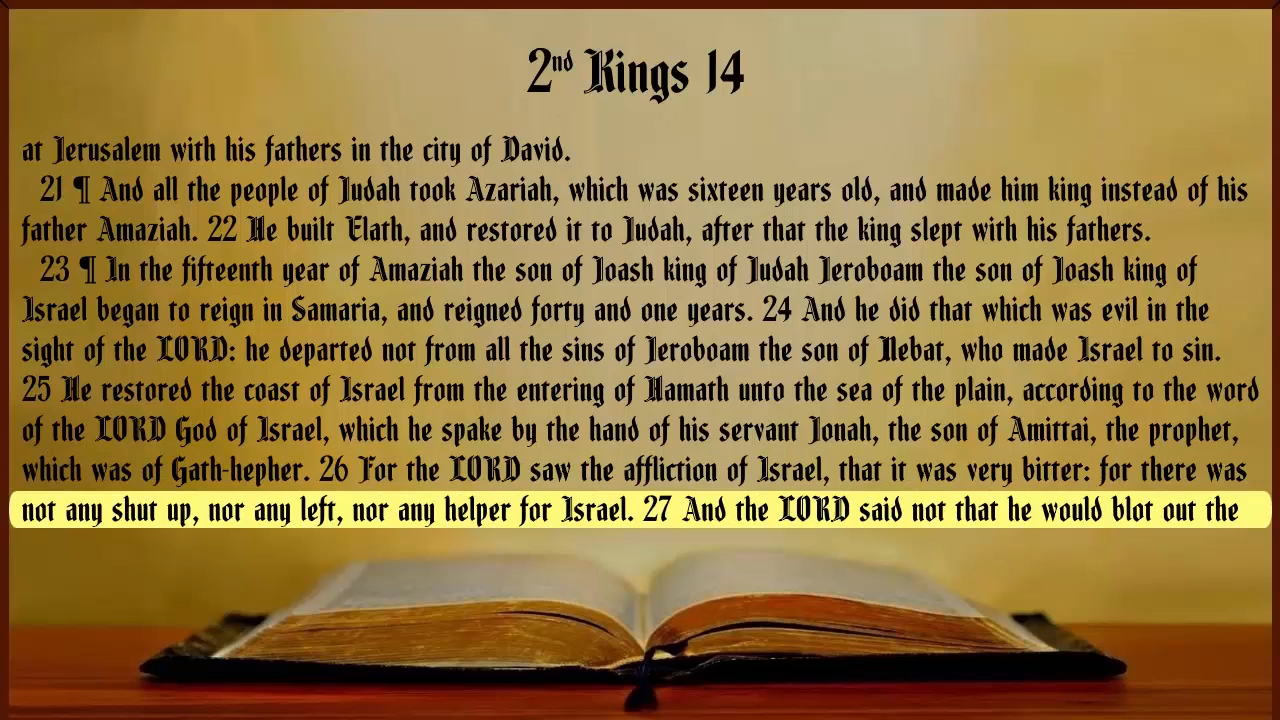 2nd Kings 14
at Jerusalem with his fathers in the city of David.
21 ¶ And all the people of Judah took Azariah, which was sixteen years old, and made him king instead of his
father Amaziah. 22 He built Elath, and restored it to Judah, after that the king slept with his fathers.
23 ¶ In the fifteenth year of Amaziah the son of Joash king of Judah Jeroboam the son of Joash king of
Israel began to reign in Samaria, and reigned forty and one years. 24 And he did that which was evil in the
sight of the LORD: he departed not from all the sins of Jeroboam the son of Nebat, who made Israel to sin.
25 He restored the coast of Israel from the entering of Hamath unto the sea of the plain, according to the word
of the LORD God of Israel, which he spake by the hand of his servant Jonah, the son of Amittai, the prophet,
which was of Gath-hepher. 26 For the LORD saw the affliction of Israel, that it was very bitter: for there was
not any shut up, nor any left, nor any helper for Israel. 27 And the LORD said not that he would blot out the